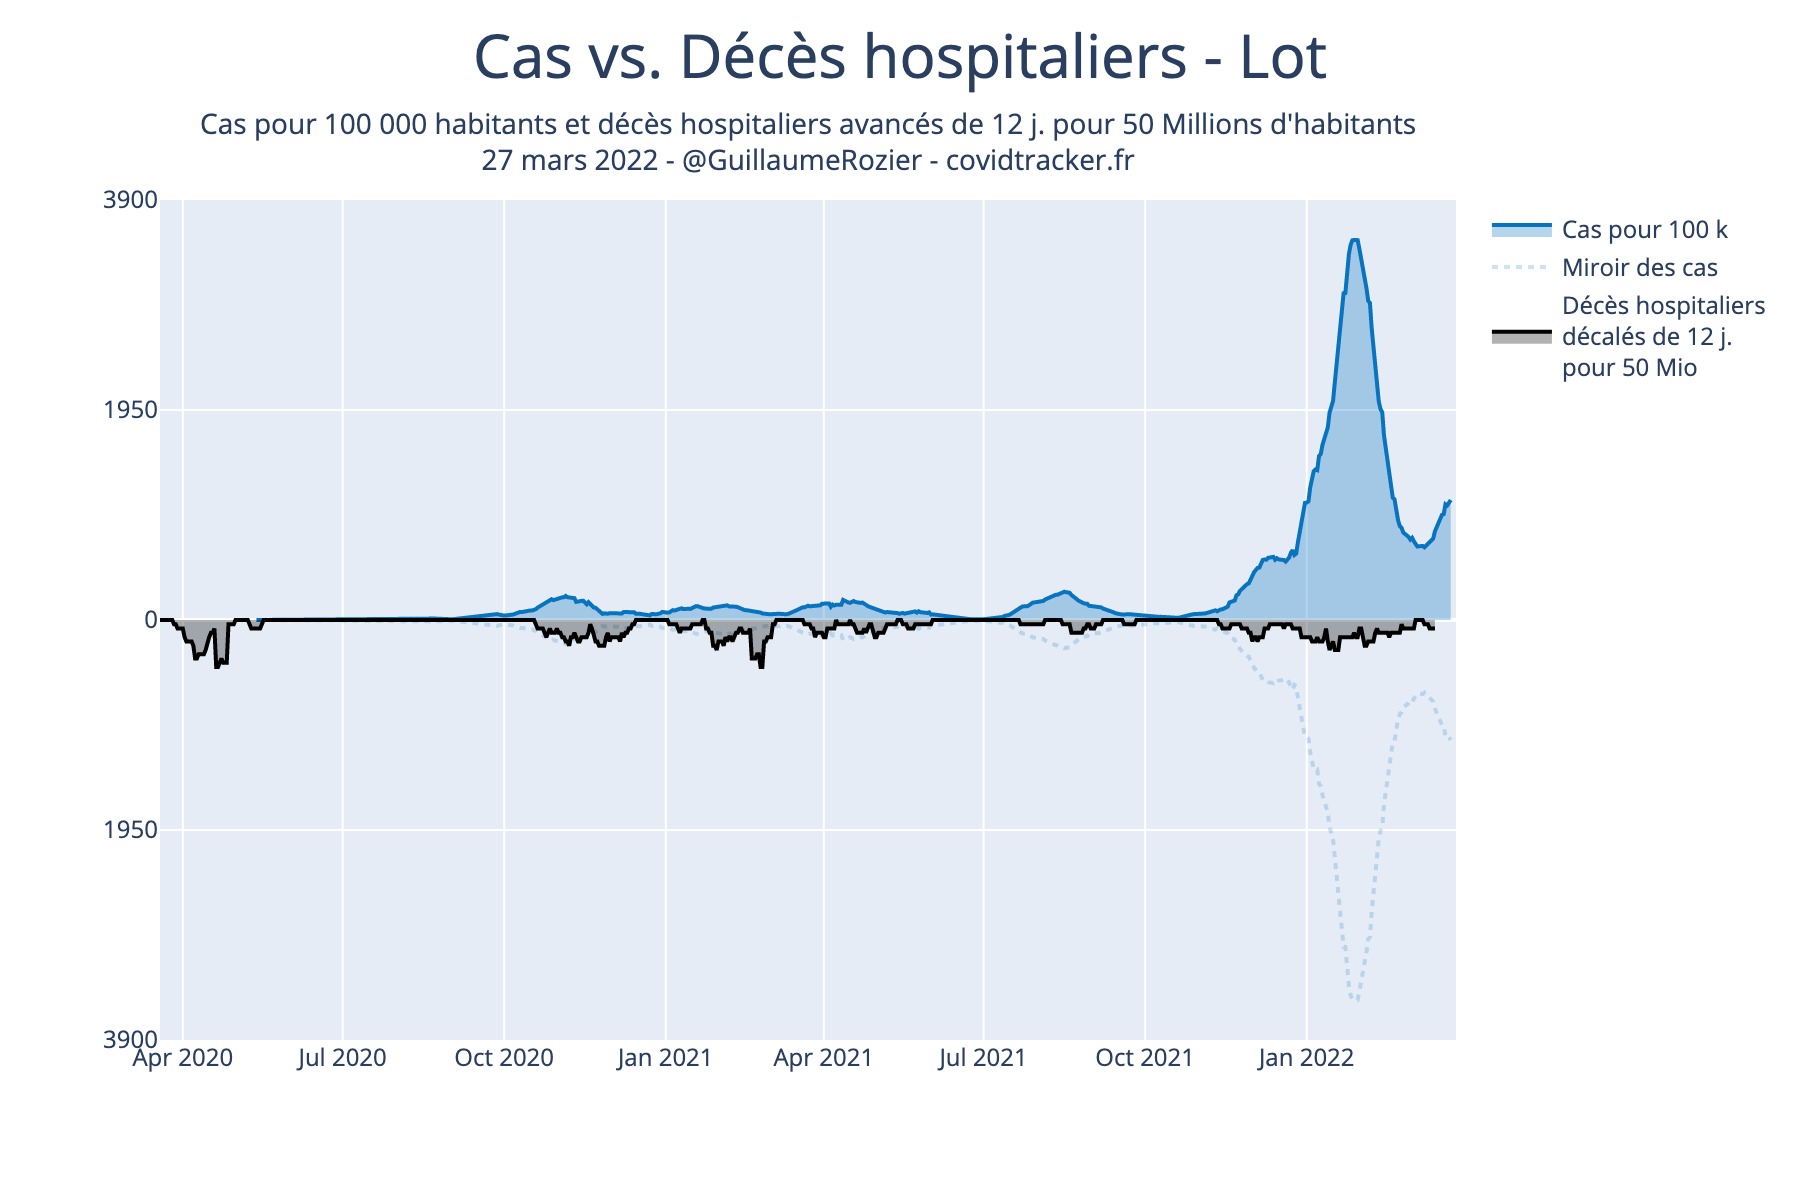 Cas vs. Décès hospitaliers - Lot
Cas pour 100 000 habitants et décès hospitaliers avancés de 12 j. pour 50 Millions d'habitants
27 mars 2022 - @GuillaumeRozier - covidtracker.fr
3900
1950
0
1950
3900
Apr 2020
Jul 2020
Oct 2020
Jan 2021
Apr 2021
Jul 2021
Oct 2021
Jan 2022
Cas pour 100 k
Miroir des cas
Décès hospitaliers
décalés de 12 j.
pour 50 Mio